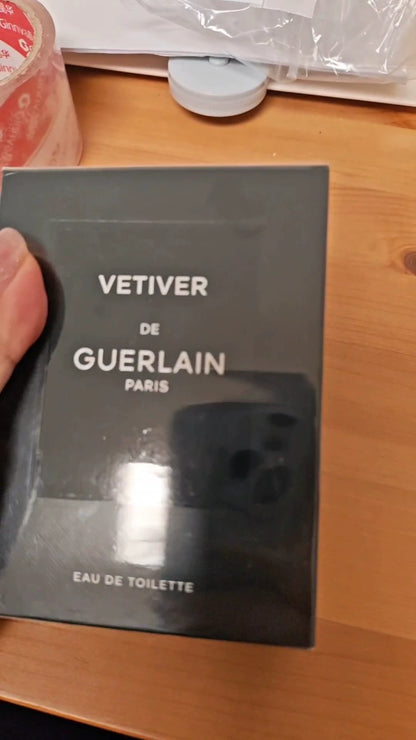 VETIVER
DE
GUERLAIN
PARIS
EAU DE TOILETTE